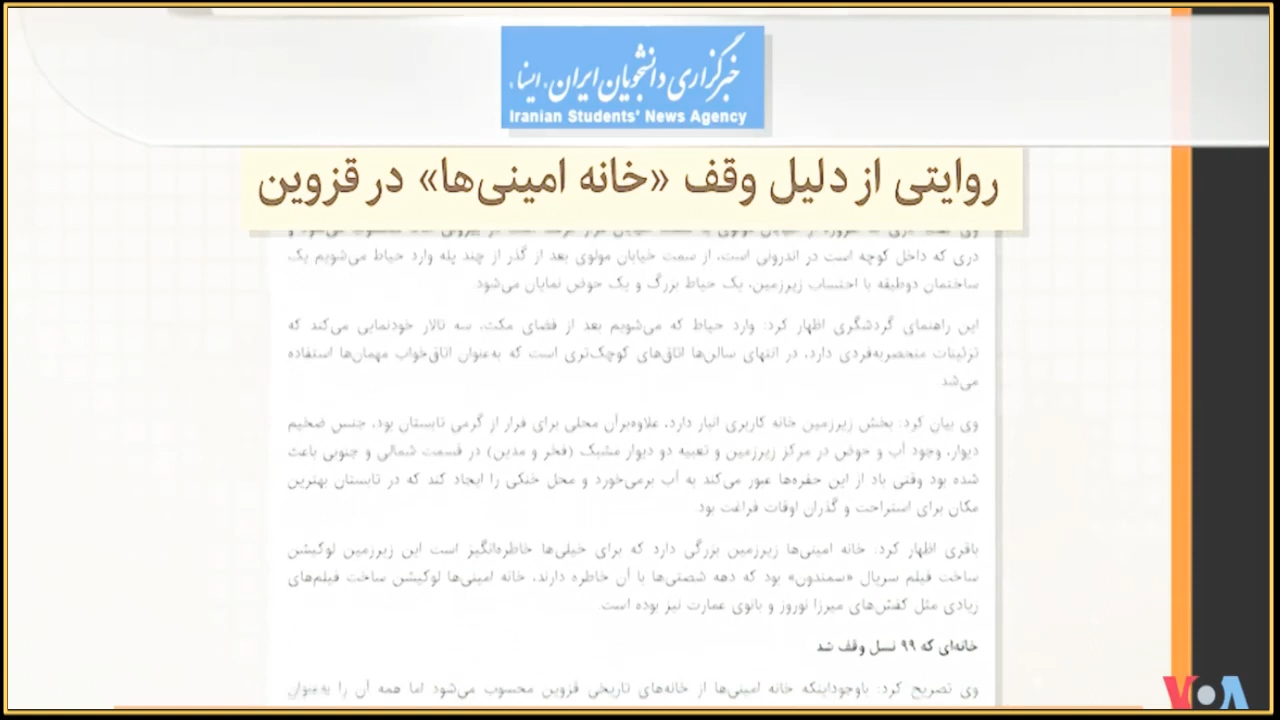 خبرگزاری دانشجویان ایران، ایسنا،
Iranian Students' News Agency
روایتی از دلیل وقف «خانه امینی‌ها» در قزوین
دری که داخل کوچه است در اندرونی است، از سمت خیابان مولوی بعد از گذر از چند پله وارد حیاط می‌شویم یک
ساختمان دوطبقه با احتساب زیرزمین، یک حیاط بزرگ و یک حوض نمایان می‌شود.
این راهنمای گردشگری اظهار کرد: وارد حیاط که می‌شویم بعد از فضای مکث، سه تالار خودنمایی می‌کند که
تزئینات منحصربه‌فردی دارد، در انتهای سالن‌ها اتاق‌های کوچک‌تری است که به‌عنوان اتاق‌خواب مهمان‌ها استفاده
می‌شد.
وی بیان کرد: بخش زیرزمین خانه کاربری انبار دارد، علاوه‌برآن محلی برای فرار از گرمی تابستان بود، جنس ضخیم
دیوار، وجود آب و حوض در مرکز زیرزمین و تعبیه دو دیوار مشبک (فخر و مدین) در قسمت شمالی و جنوبی باعث
شده بود وقتی باد از این حفره‌ها عبور می‌کند به آب برمی‌خورد و محل خنکی را ایجاد کند که در تابستان بهترین
مکان برای استراحت و گذران اوقات فراغت بود.
باقری اظهار کرد: خانه امینی‌ها زیرزمین بزرگی دارد که برای خیلی‌ها خاطره‌انگیز است این زیرزمین لوکیشن
ساخت فیلم سریال «سمندون» بود که دهه شصتی‌ها با آن خاطره دارند، خانه امینی‌ها لوکیشن ساخت فیلم‌های
زیادی مثل کفش‌های میرزا نوروز و بانوی عمارت نیز بوده است.
خانه‌ای که ۹۹ نسل وقف شد
وی تصریح کرد: باوجوداینکه خانه امینی‌ها از خانه‌های تاریخی قزوین محسوب می‌شود اما همه آن را به‌عنوان
VOA